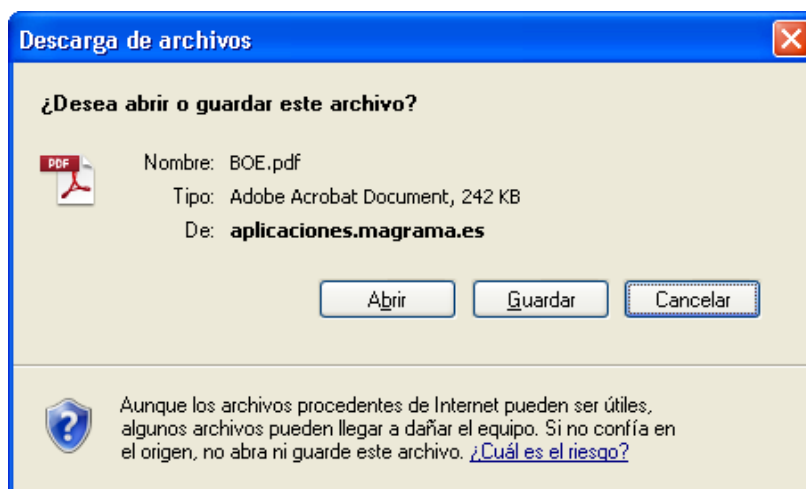 Descarga de archivos
¿Desea abrir o guardar este archivo?
PDF
Nombre: BOE.pdf
Tipo: Adobe Acrobat Document, 242 KB
De: aplicaciones.magrama.es
Abrir Guardar Cancelar
Aunque los archivos procedentes de Internet pueden ser útiles,
algunos archivos pueden llegar a dañar el equipo. Si no confía en
el origen, no abra ni guarde este archivo. ¿Cuál es el riesgo?